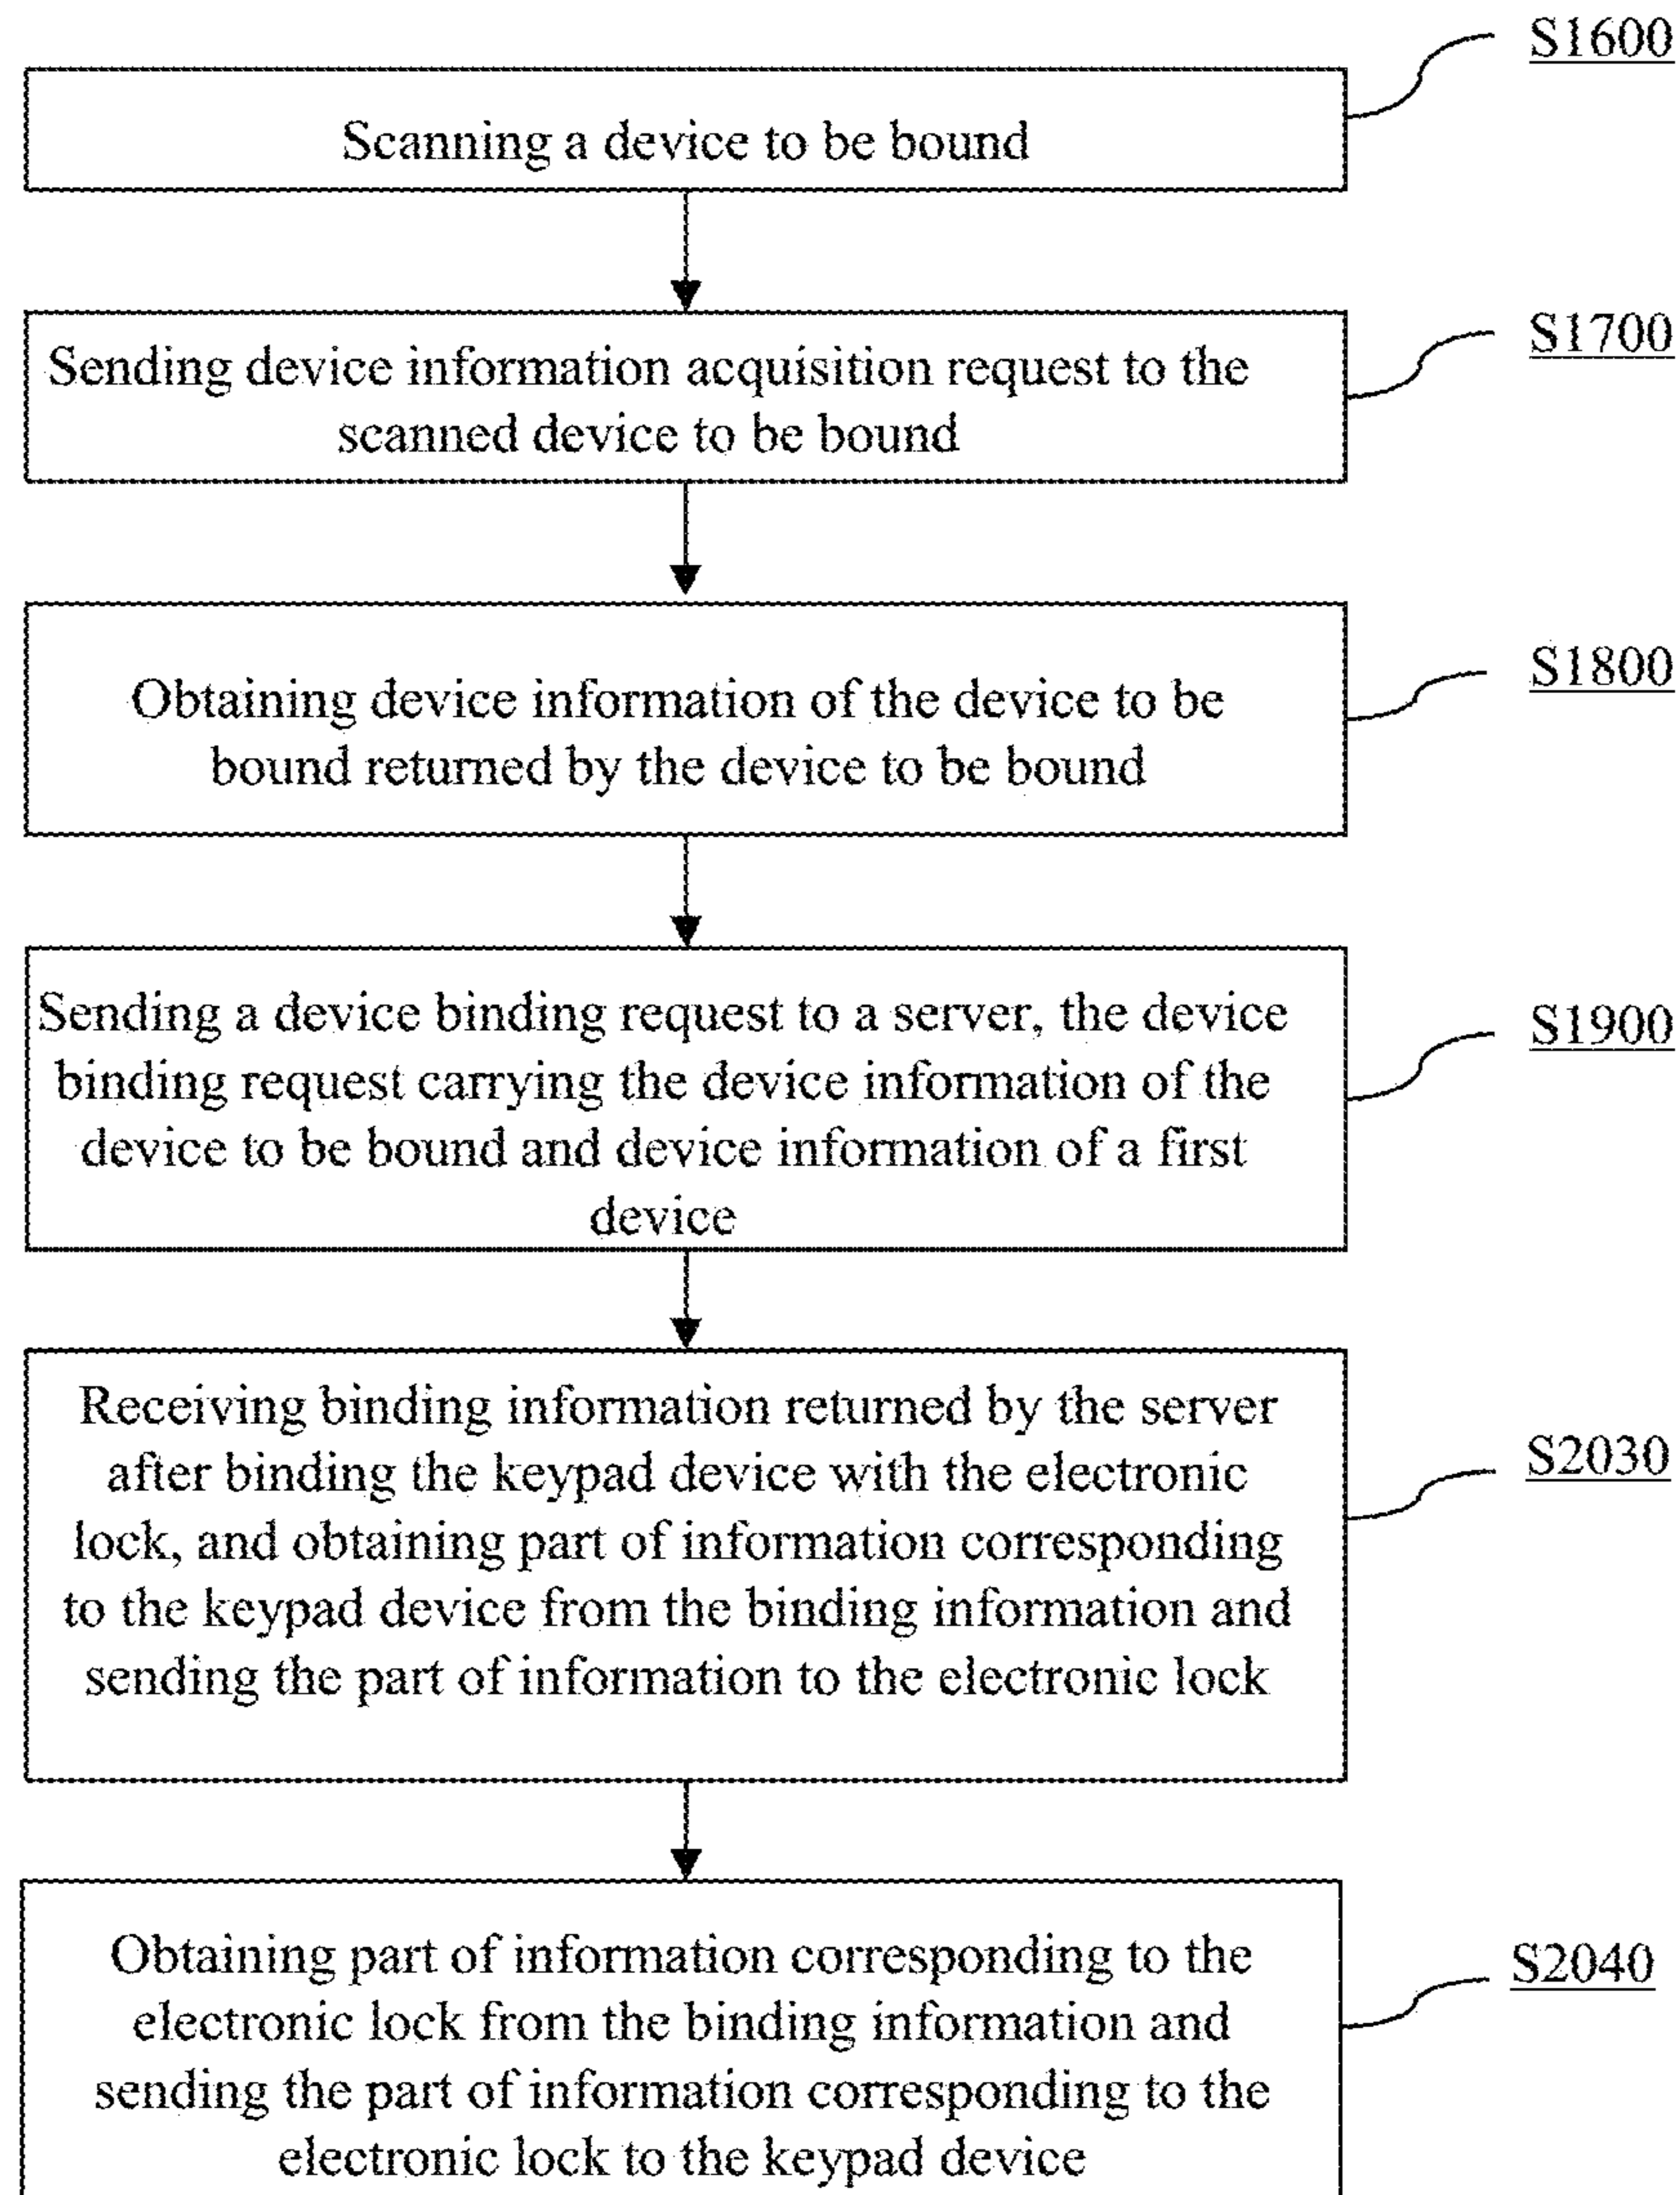 S1600
Scanning a device to be bound
S1700
Sending device information acquisition request to the
scanned device to be bound
S1800
Obtaining device information of the device to be
bound returned by the device to be bound
S1900
Sending a device binding request to a server, the device
binding request carrying the device information of the
device to be bound and device information of a first
device
S2030
Receiving binding information returned by the server
after binding the keypad device with the electronic
lock, and obtaining part of information corresponding
to the keypad device from the binding information and
sending the part of information to the electronic lock
S2040
Obtaining part of information corresponding to the
electronic lock from the binding information and
sending the part of information corresponding to the
electronic lock to the keypad device